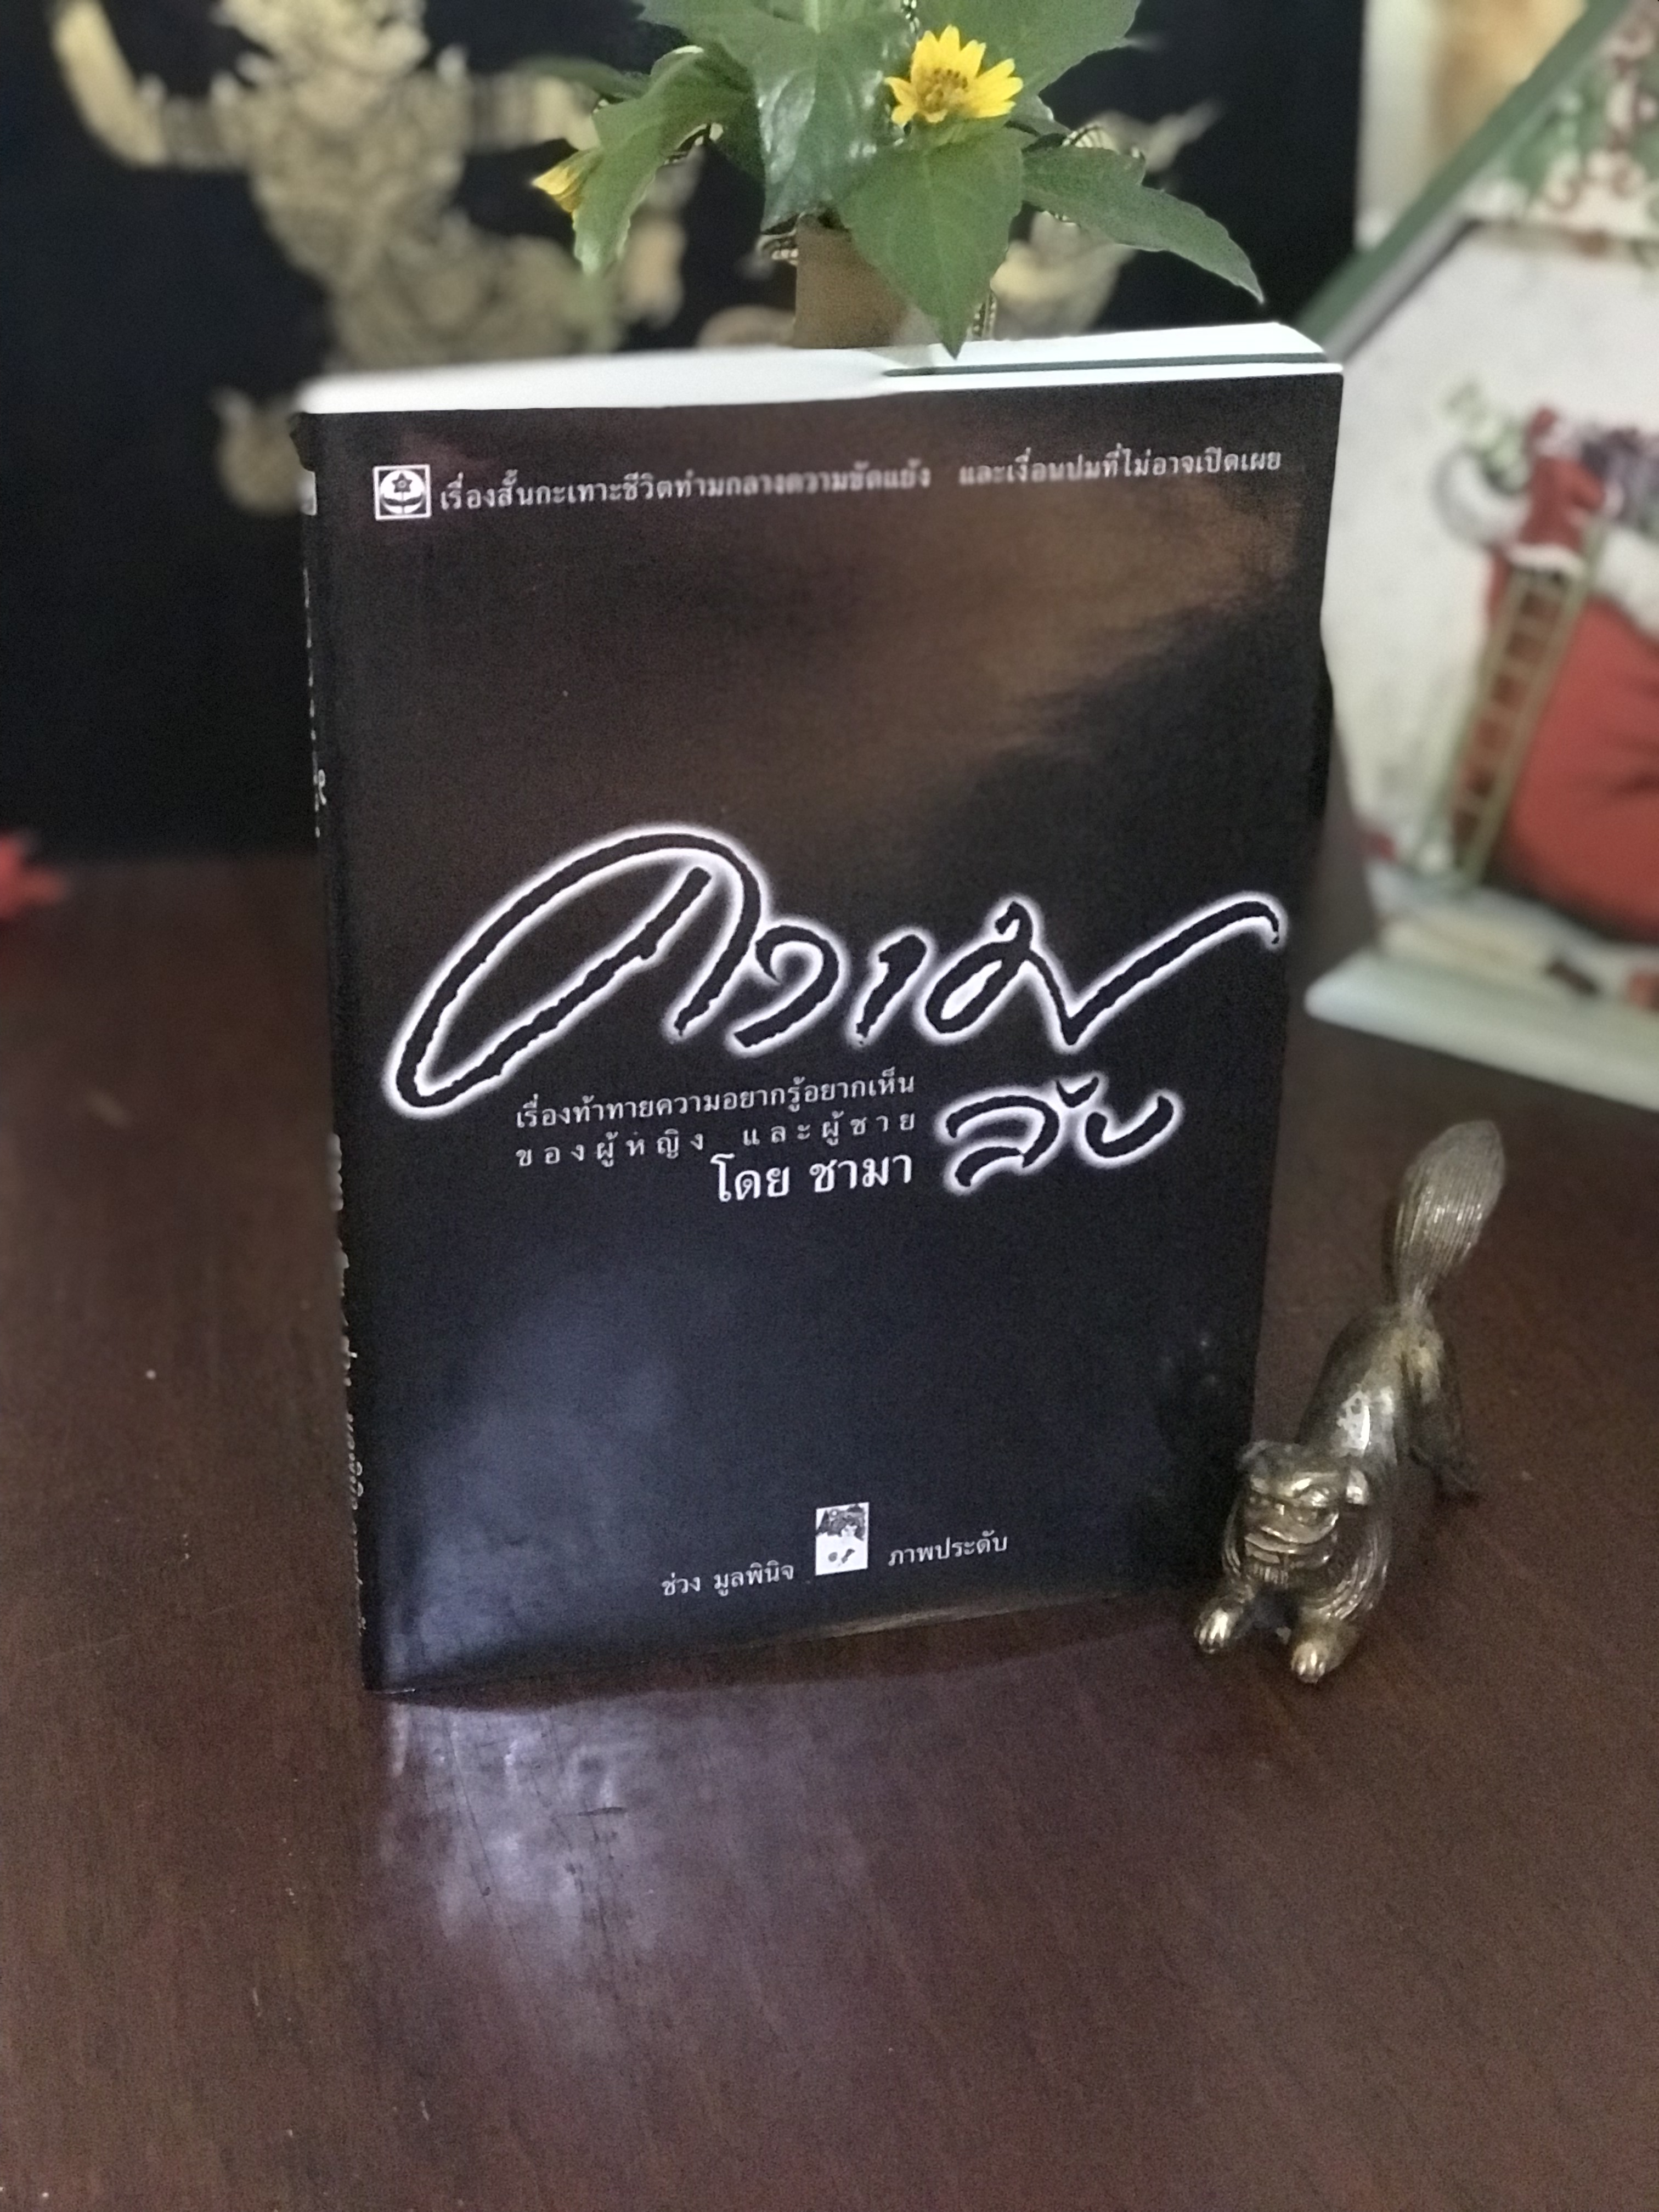 เรื่องสั้นกะเทาะชีวิตท่ามกลางความขัดแย้ง และเงื่อนปมที่ไม่อาจเปิดเผย
ความ
ลับ
เรื่องท้าทายความอยากรู้อยากเห็น
ของผู้หญิง และผู้ชาย
โดย ชามา
ช่วง มูลพินิจ ภาพประดับ